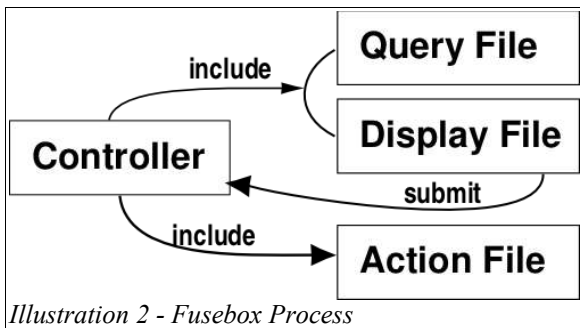 Query File
include
Display File
Controller
submit
include
Action File
Illustration 2 - Fusebox Process